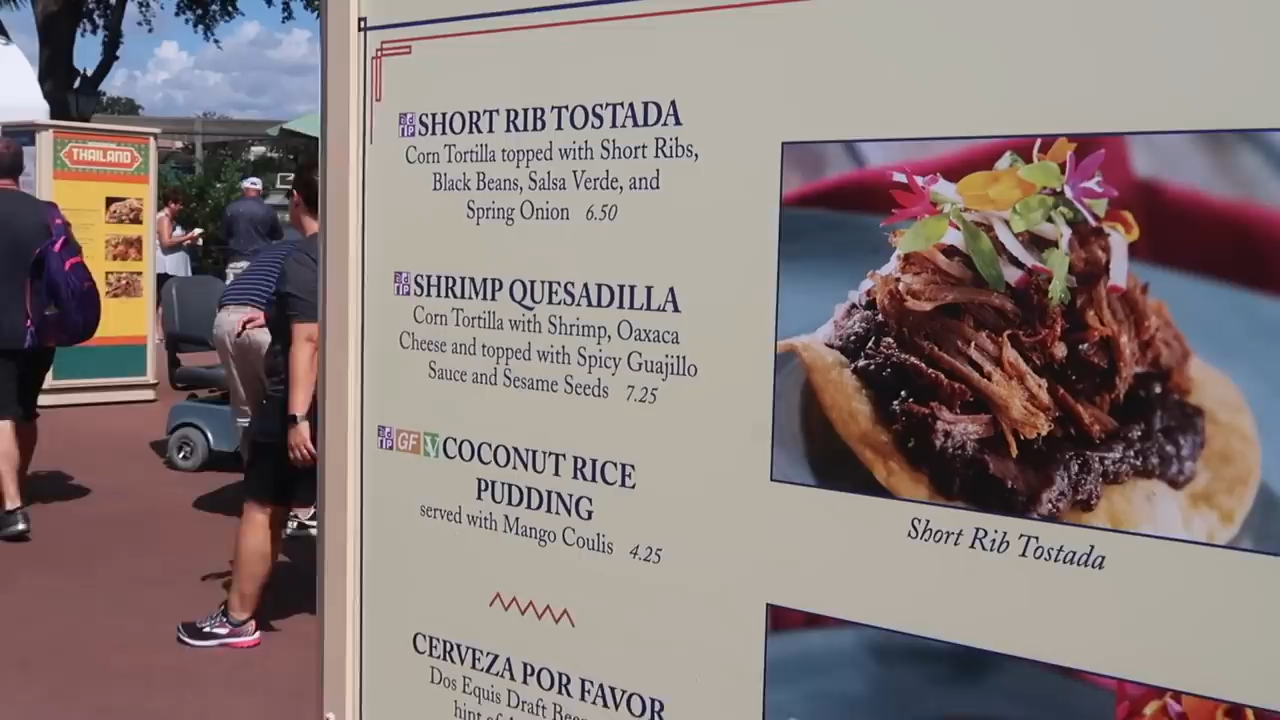 THAILAND
SHORT RIB TOSTADA
Corn Tortilla topped with Short Ribs,
Black Beans, Salsa Verde, and
Spring Onion 6.50
SHRIMP QUESADILLA
Corn Tortilla with Shrimp, Oaxaca
Cheese and topped with Spicy Guajillo
Sauce and Sesame Seeds 7.25
GF V COCONUT RICE
PUDDING
served with Mango Coulis 4.25
CERVEZA POR FAVOR
Dos Equis Draft
hint of
Short Rib Tostada